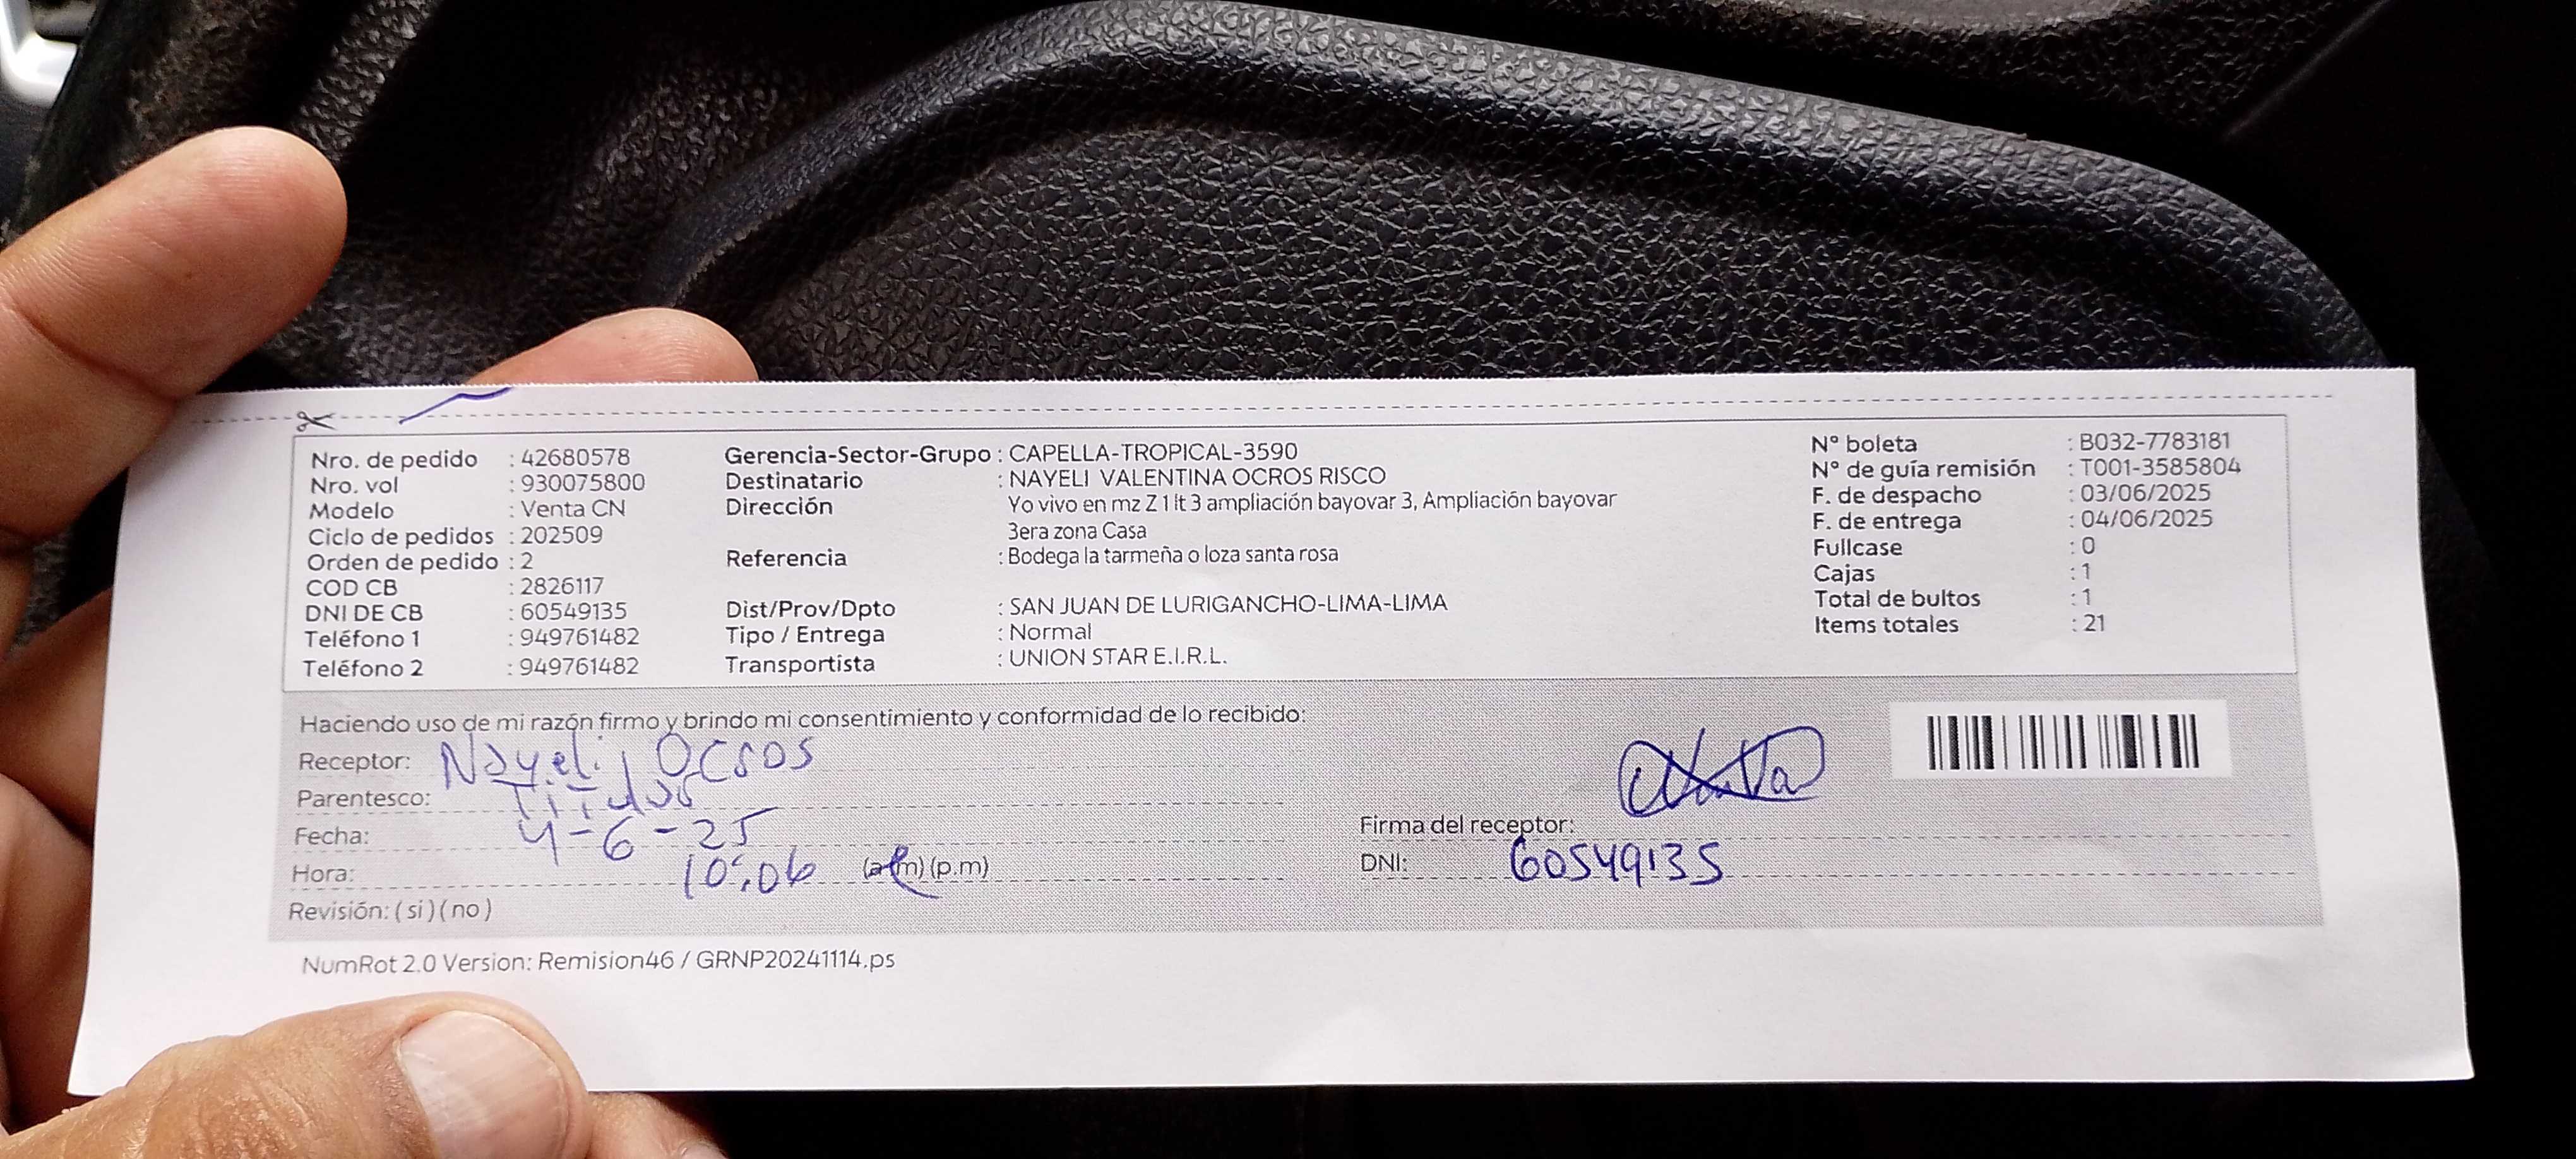 Nro. de pedido : 42680578
Nro. vol : 930075800
Modelo : Venta CN
Ciclo de pedidos : 202509
Orden de pedido : 2
COD CB : 2826117
DNI DE CB : 60549135
Teléfono 1 : 949761482
Teléfono 2 : 949761482
Gerencia-Sector-Grupo : CAPELLA-TROPICAL-3590
Destinatario : NAYELI VALENTINA OCROS RISCO
Dirección Yo vivo en mz Z 1 lt 3 ampliación bayovar 3, Ampliación bayovar
3era zona Casa
Referencia : Bodega la tarmeña o loza santa rosa
Dist/Prov/Dpto : SAN JUAN DE LURIGANCHO-LIMA-LIMA
Tipo / Entrega : Normal
Transportista : UNION STAR E.I.R.L.
N° boleta : B032-7783181
N° de guía remisión : T001-3585804
F. de despacho : 03/06/2025
F. de entrega : 04/06/2025
Fullcase : 0
Cajas : 1
Total de bultos : 1
Items totales : 21
Haciendo uso de mi razón firmo y brindo mi consentimiento y conformidad de lo recibido:
Receptor: Nayeli Ocros
Parentesco: Titular
Fecha: 4-6-25
Hora: 10:06 (a.m) (p.m)
Revisión: ( si ) ( no )
Firma del receptor:
DNI: 60549135
NumRot 2.0 Version: Remision46 / GRNP20241114.ps